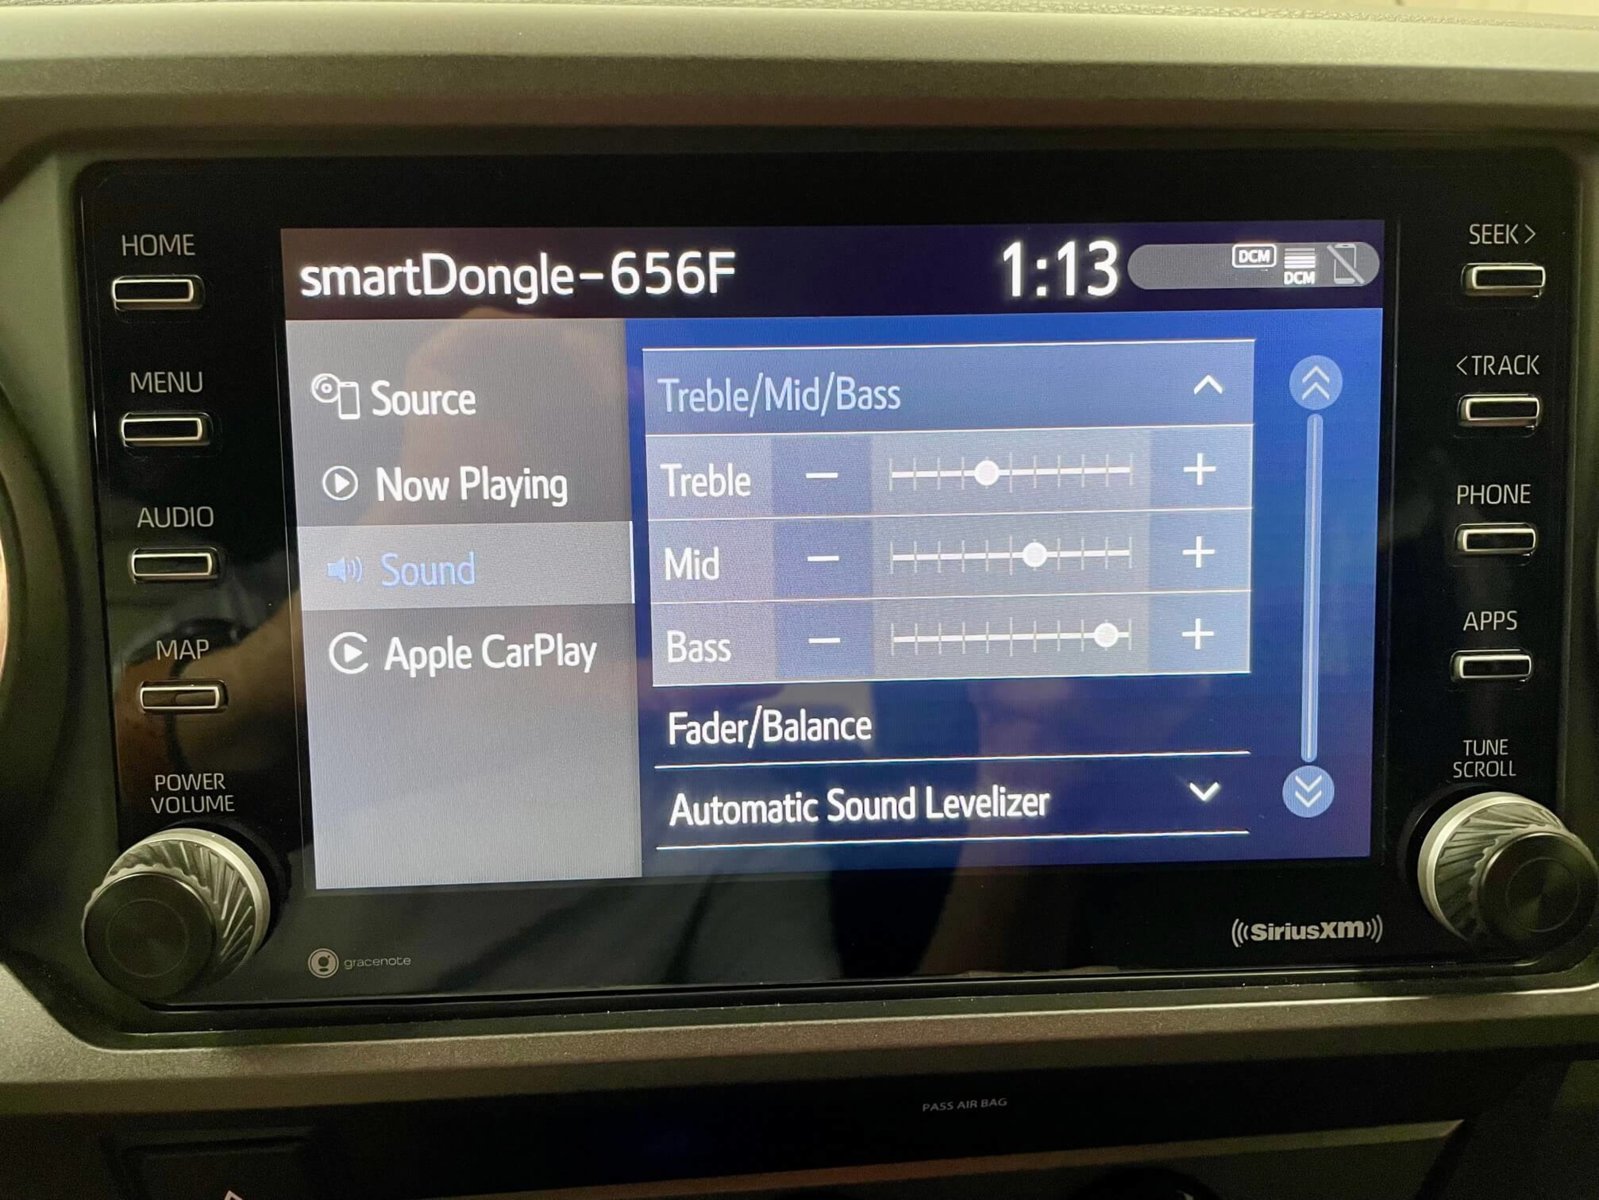 HOME
MENU
AUDIO
MAP
POWER
VOLUME
smartDongle-656F
1:13
DCM
DCM
Source
Now Playing
Sound
Apple CarPlay
Treble/Mid/Bass
Treble − +
Mid − +
Bass − +
Fader/Balance
Automatic Sound Levelizer
SEEK >
< TRACK
PHONE
APPS
TUNE
SCROLL
gracenote
((SiriusXM))
PASS AIR BAG